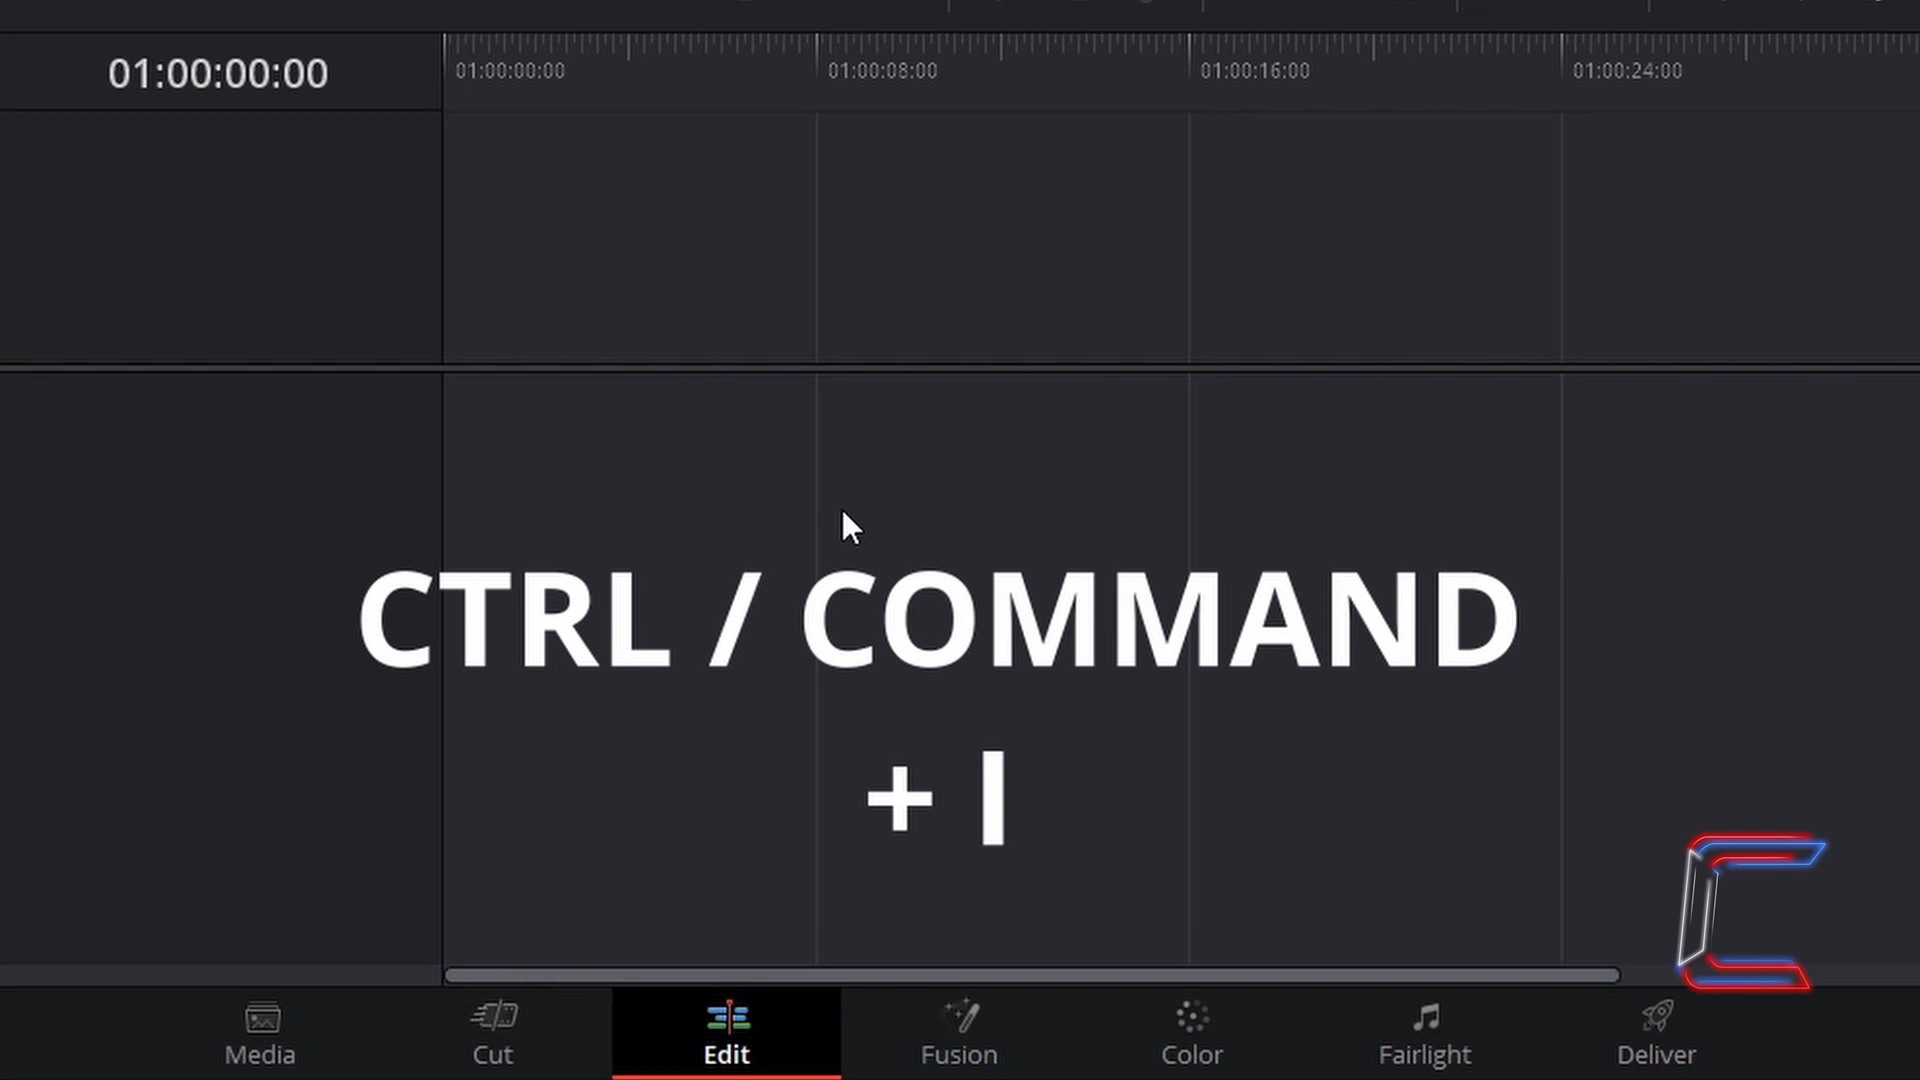 01:00:00:00
01:00:00:00 01:00:08:00 01:00:16:00 01:00:24:00
CTRL / COMMAND
+ I
Media Cut Edit Fusion Color Fairlight Deliver